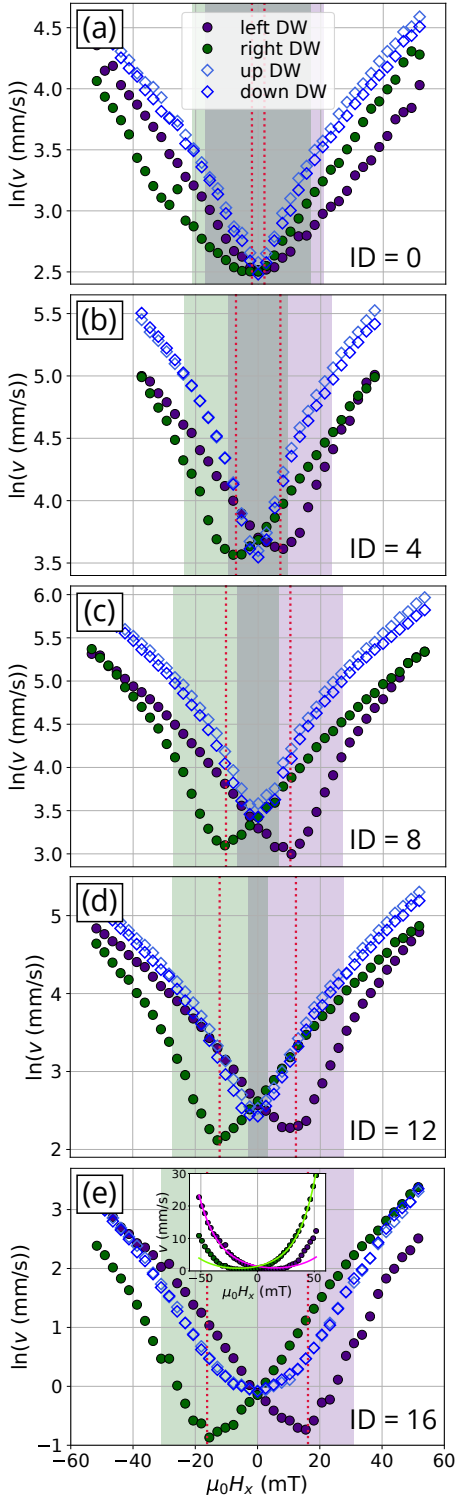 (a)
left DW
right DW
up DW
down DW
4.5
4.0
3.5
3.0
2.5
ln(v (mm/s))
ID = 0
(b)
5.5
5.0
4.5
4.0
3.5
ln(v (mm/s))
ID = 4
(c)
6.0
5.5
5.0
4.5
4.0
3.5
3.0
ln(v (mm/s))
ID = 8
(d)
5
4
3
2
ln(v (mm/s))
ID = 12
(e)
3
2
1
0
−1
ln(v (mm/s))
30
20
10
0
v (mm/s)
−50 0 50
μ₀Hₓ (mT)
ID = 16
−60 −40 −20 0 20 40 60
μ₀Hₓ (mT)